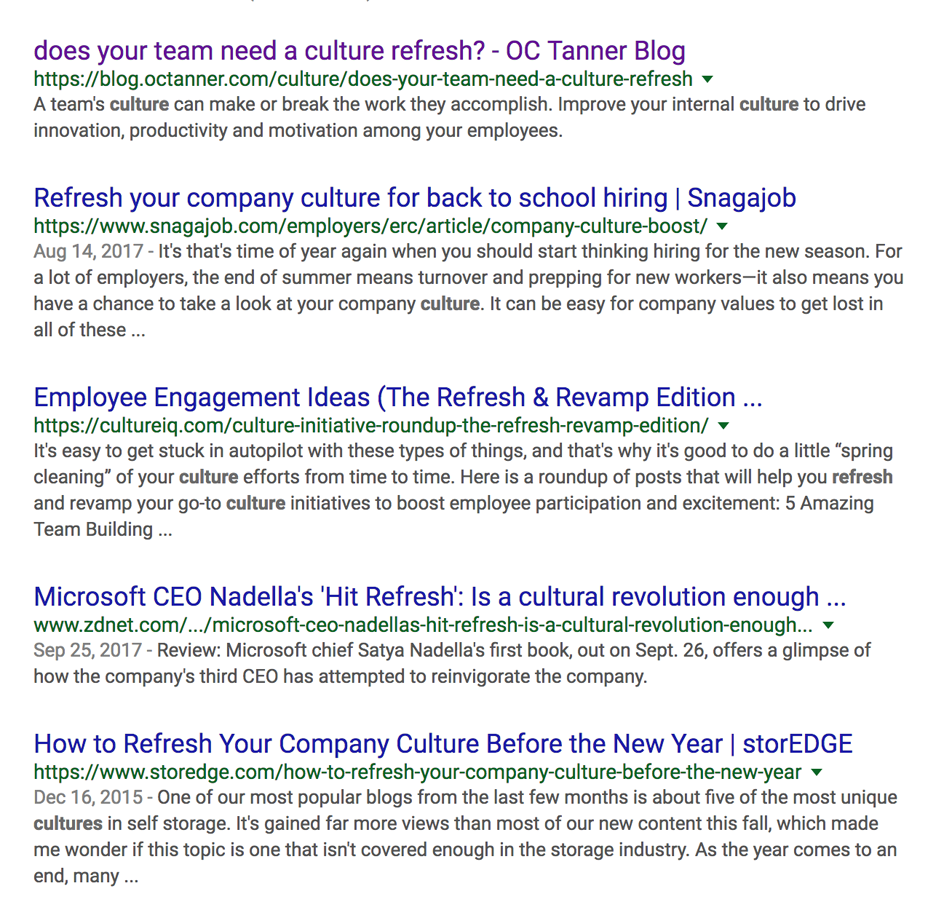 does your team need a culture refresh? - OC Tanner Blog
https://blog.octanner.com/culture/does-your-team-need-a-culture-refresh
A team's culture can make or break the work they accomplish. Improve your internal culture to drive
innovation, productivity and motivation among your employees.
Refresh your company culture for back to school hiring | Snagajob
https://www.snagajob.com/employers/erc/article/company-culture-boost/
Aug 14, 2017 - It's that's time of year again when you should start thinking hiring for the new season. For
a lot of employers, the end of summer means turnover and prepping for new workers—it also means you
have a chance to take a look at your company culture. It can be easy for company values to get lost in
all of these ...
Employee Engagement Ideas (The Refresh & Revamp Edition ...
https://cultureiq.com/culture-initiative-roundup-the-refresh-revamp-edition/
It's easy to get stuck in autopilot with these types of things, and that's why it's good to do a little “spring
cleaning” of your culture efforts from time to time. Here is a roundup of posts that will help you refresh
and revamp your go-to culture initiatives to boost employee participation and excitement: 5 Amazing
Team Building ...
Microsoft CEO Nadella's 'Hit Refresh': Is a cultural revolution enough ...
www.zdnet.com/.../microsoft-ceo-nadellas-hit-refresh-is-a-cultural-revolution-enough...
Sep 25, 2017 - Review: Microsoft chief Satya Nadella's first book, out on Sept. 26, offers a glimpse of
how the company's third CEO has attempted to reinvigorate the company.
How to Refresh Your Company Culture Before the New Year | storEDGE
https://www.storedge.com/how-to-refresh-your-company-culture-before-the-new-year
Dec 16, 2015 - One of our most popular blogs from the last few months is about five of the most unique
cultures in self storage. It's gained far more views than most of our new content this fall, which made
me wonder if this topic is one that isn't covered enough in the storage industry. As the year comes to an
end, many ...